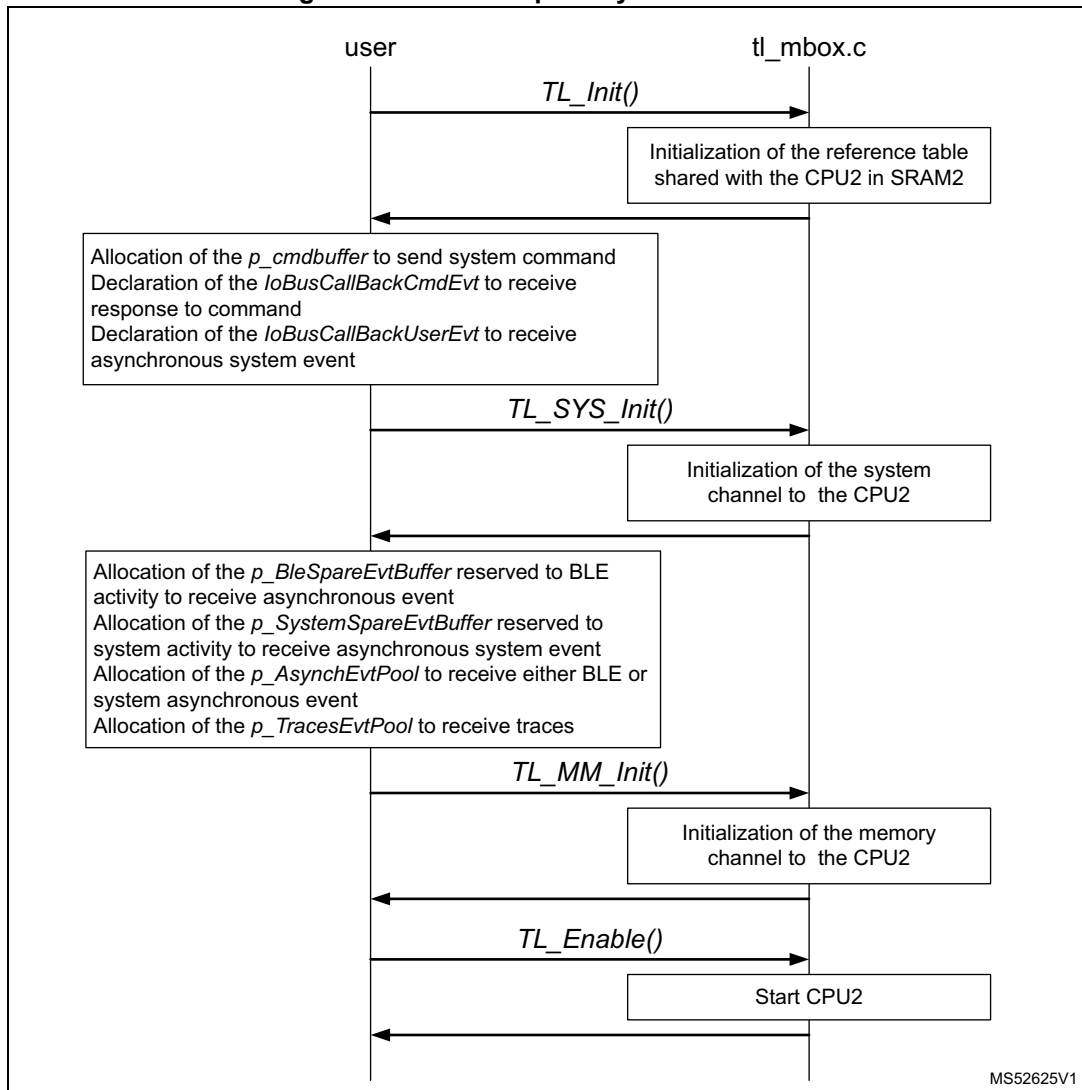 user
tl_mbox.c
TL_Init()
Initialization of the reference table
shared with the CPU2 in SRAM2
Allocation of the p_cmdbuffer to send system command
Declaration of the IoBusCallBackCmdEvt to receive
response to command
Declaration of the IoBusCallBackUserEvt to receive
asynchronous system event
TL_SYS_Init()
Initialization of the system
channel to the CPU2
Allocation of the p_BleSpareEvtBuffer reserved to BLE
activity to receive asynchronous event
Allocation of the p_SystemSpareEvtBuffer reserved to
system activity to receive asynchronous system event
Allocation of the p_AsynchEvtPool to receive either BLE or
system asynchronous event
Allocation of the p_TracesEvtPool to receive traces
TL_MM_Init()
Initialization of the memory
channel to the CPU2
TL_Enable()
Start CPU2
MS52625V1